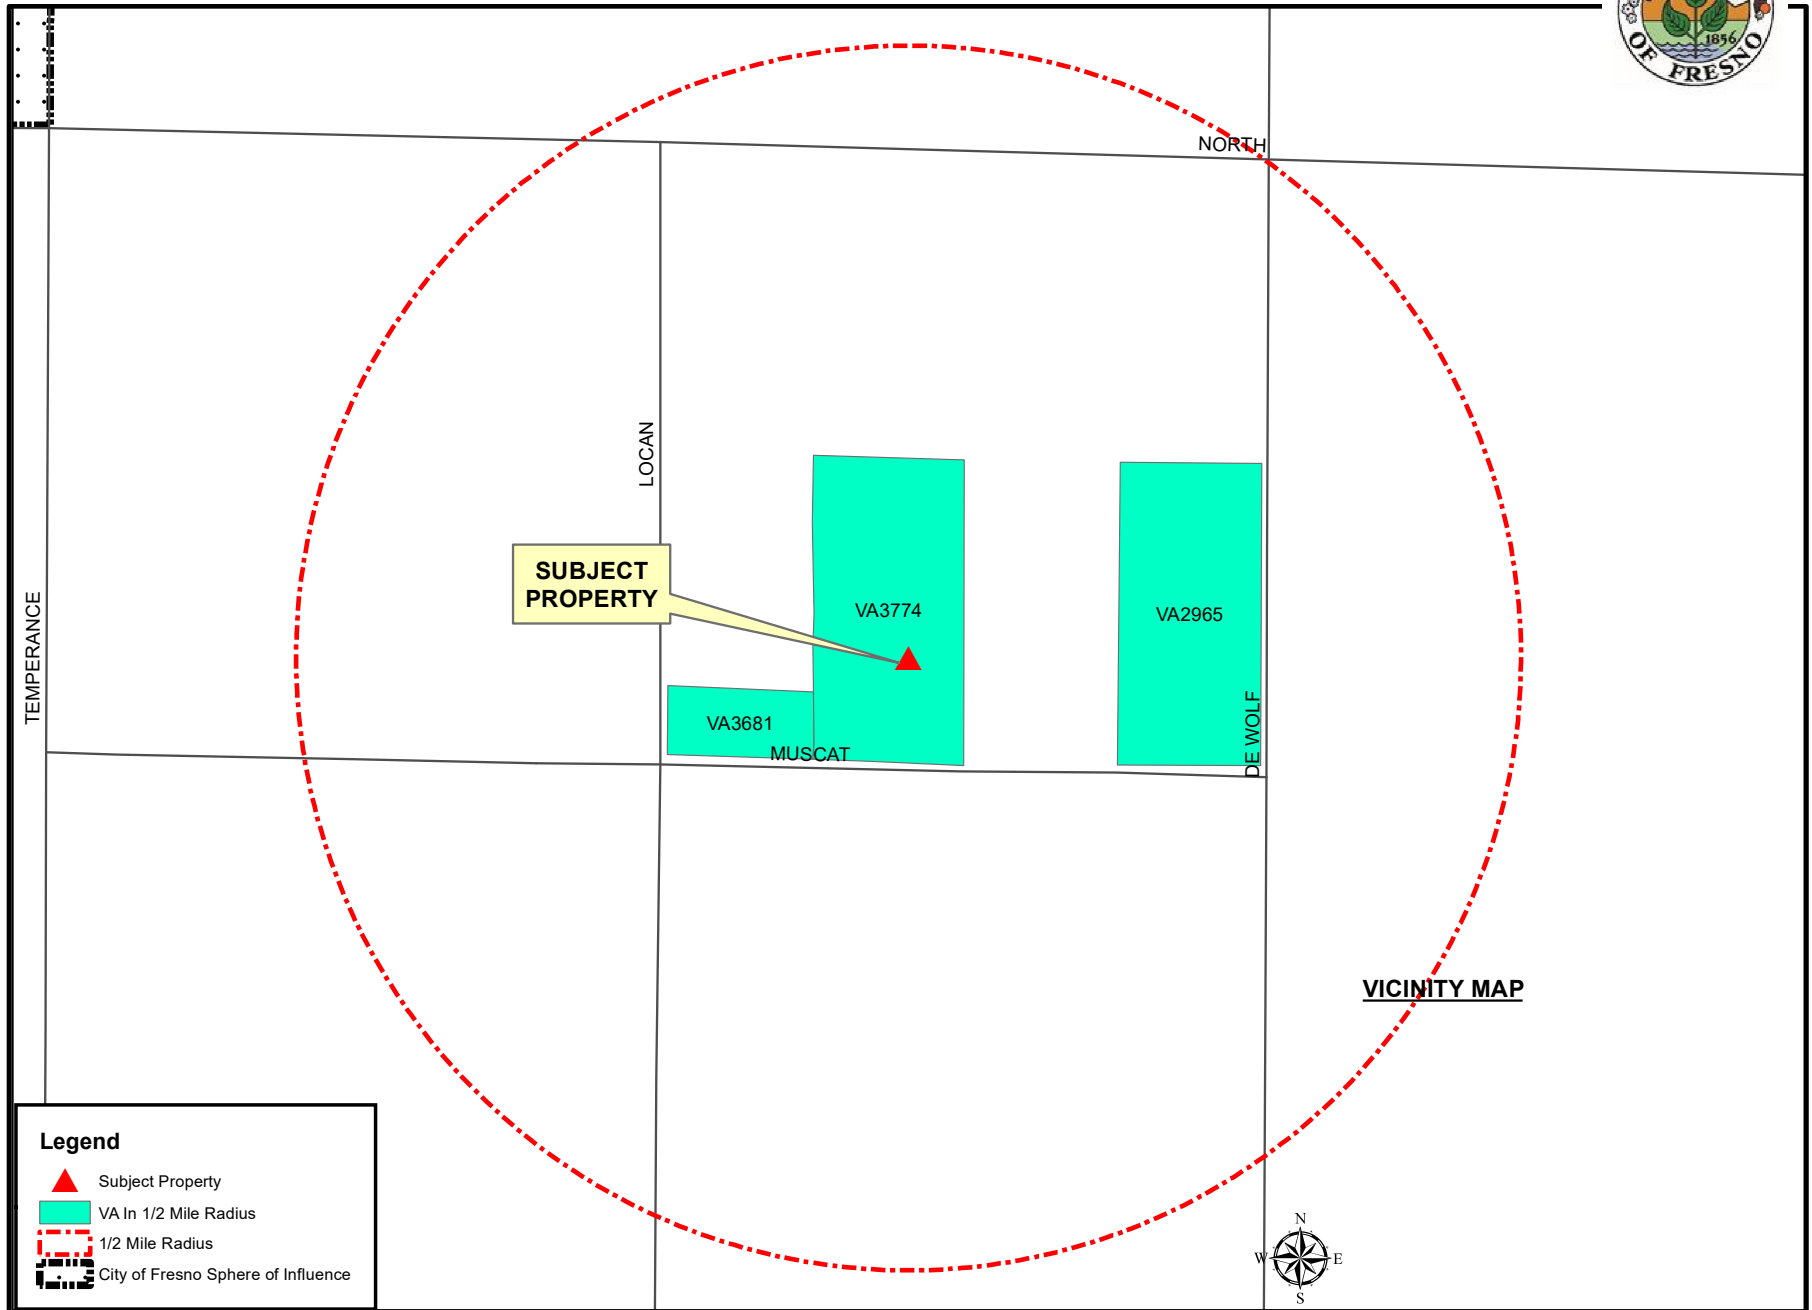 1856
OF FRESNO
NORTH
LOCAN
SUBJECT
PROPERTY
VA3774
VA2965
TEMPERANCE
VA3681
MUSCAT
DE WOLF
VICINITY MAP
Legend
Subject Property
VA In 1/2 Mile Radius
1/2 Mile Radius
City of Fresno Sphere of Influence
N
W E
S